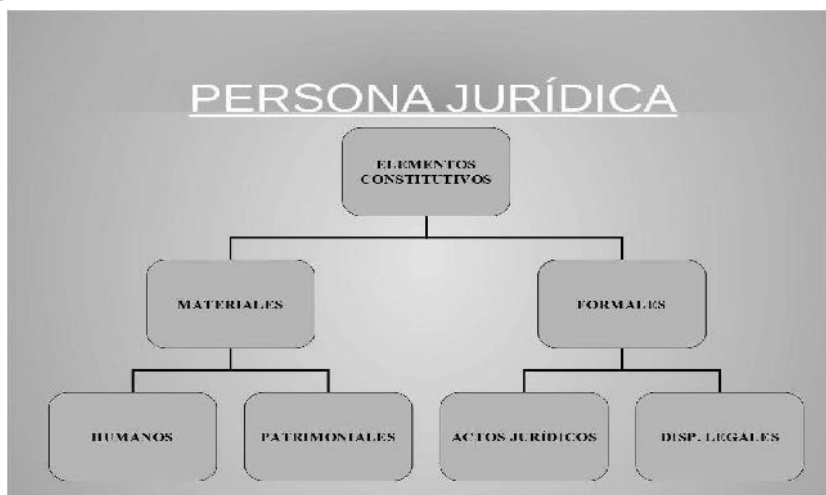 PERSONA JURÍDICA
ELEMENTOS
CONSTITUTIVOS
MATERIALES
FORMALES
HUMANOS
PATRIMONIALES
ACTOS JURÍDICOS
DISP. LEGALES